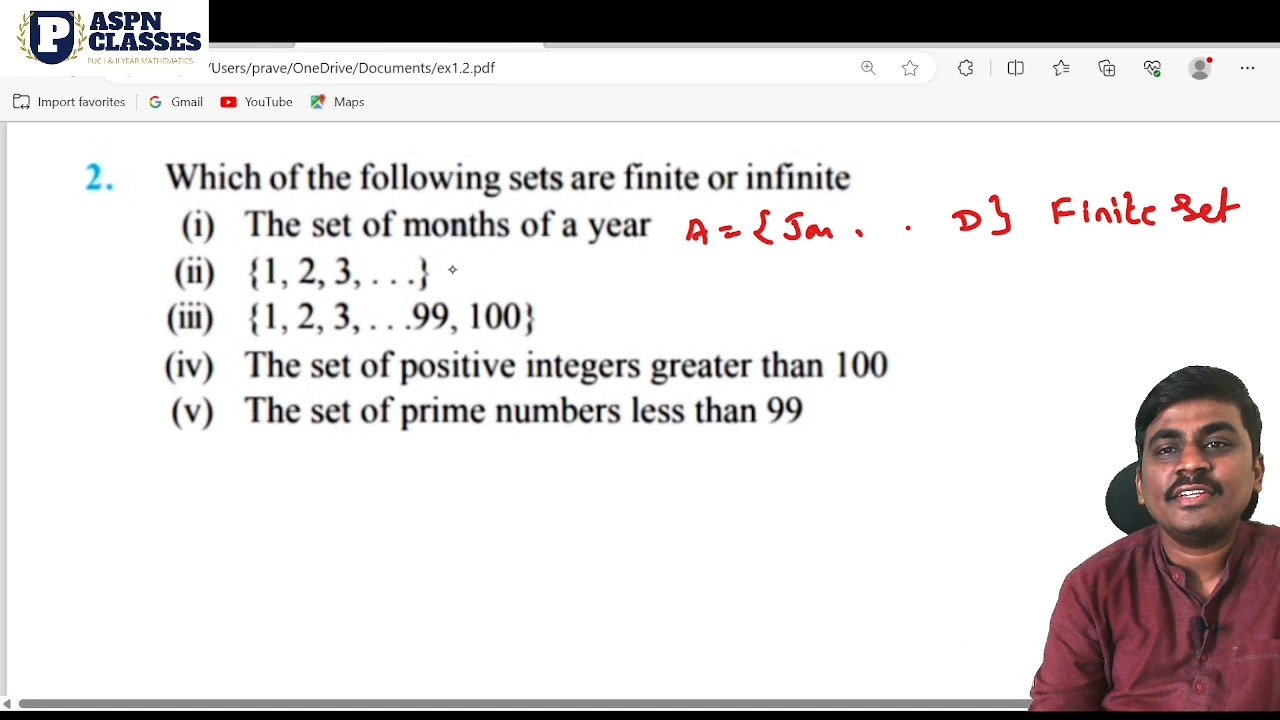 P ASPN CLASSES
PUC I & II YEAR MATHEMATICS
/Users/prave/OneDrive/Documents/ex1.2.pdf
Import favorites Gmail YouTube Maps
2. Which of the following sets are finite or infinite
(i) The set of months of a year A = {Jan . . D} Finite Set
(ii) {1, 2, 3, . . .}
(iii) {1, 2, 3, . . .99, 100}
(iv) The set of positive integers greater than 100
(v) The set of prime numbers less than 99